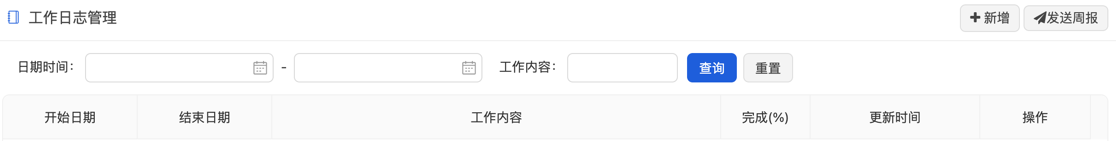 工作日志管理 新增 发送周报
日期时间： - 工作内容： 查询 重置
开始日期 结束日期 工作内容 完成(%) 更新时间 操作